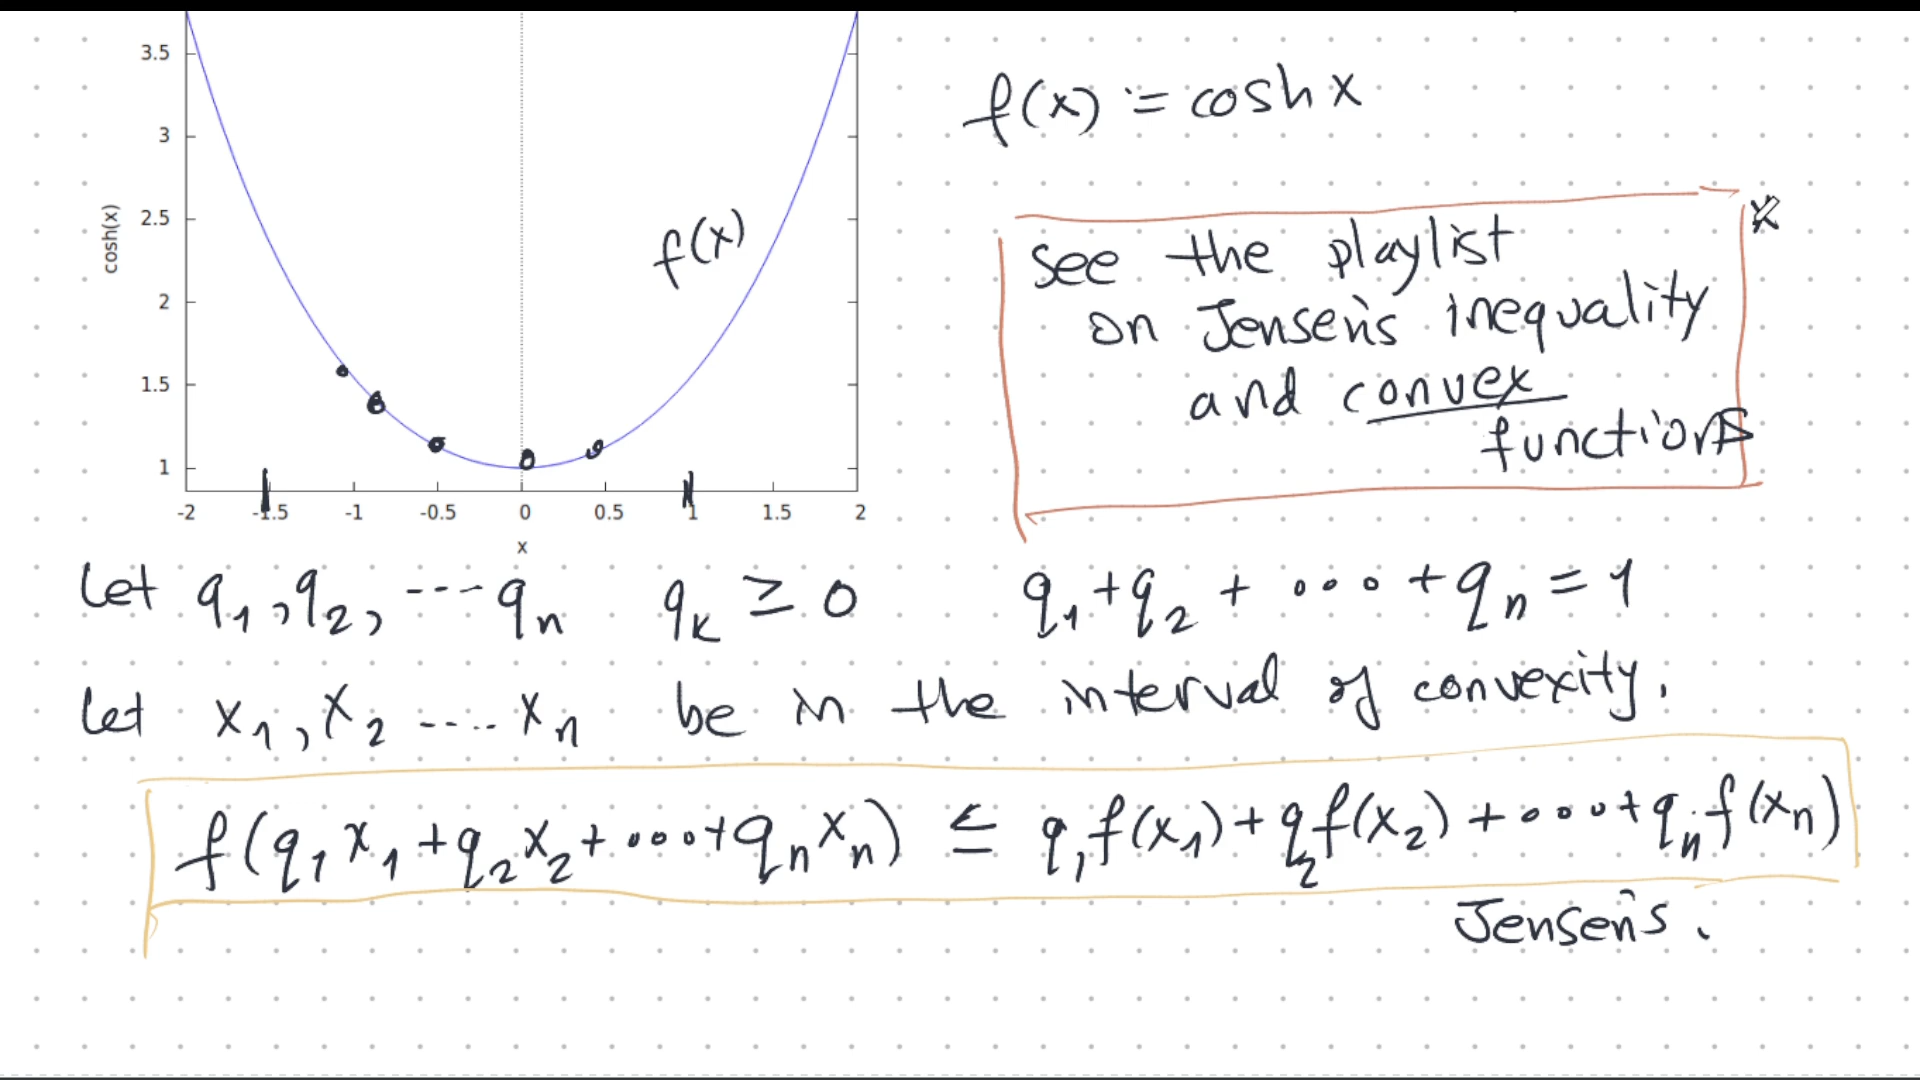 3.5
3
2.5
2
1.5
1
cosh(x)
-2 -1.5 -1 -0.5 0 0.5 1 1.5 2
x
f(x)
f(x) := cosh x
x
see the playlist
on Jensen's inequality
and convex
functions
Let q₁, q₂, ---- qₙ qₖ ≥ 0 q₁ + q₂ + ... + qₙ = 1
Let x₁, x₂ ..... xₙ be in the interval of convexity.
f(q₁x₁ + q₂x₂ + ... + qₙxₙ) ≤ q₁f(x₁) + q₂f(x₂) + ... + qₙf(xₙ)
Jensen's.